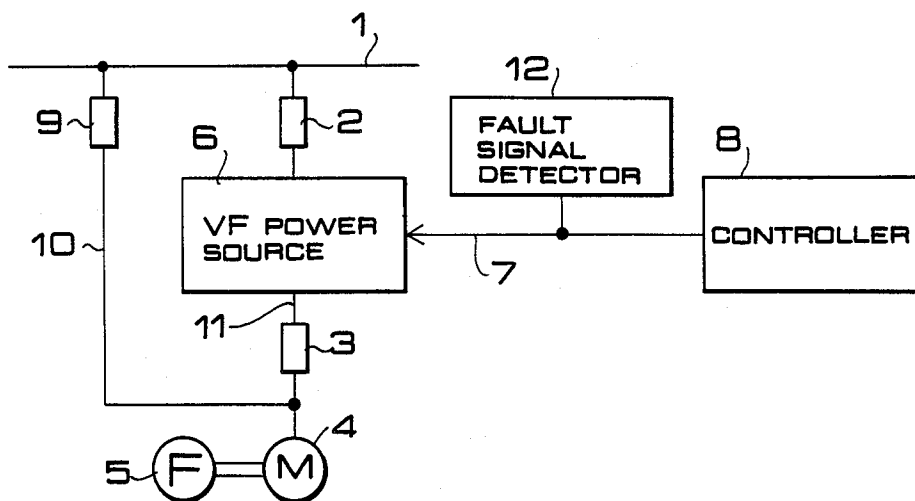 1
12
9
2
FAULT
SIGNAL
DETECTOR
6
8
VF POWER
SOURCE
CONTROLLER
10
7
11
3
4
5
F
M